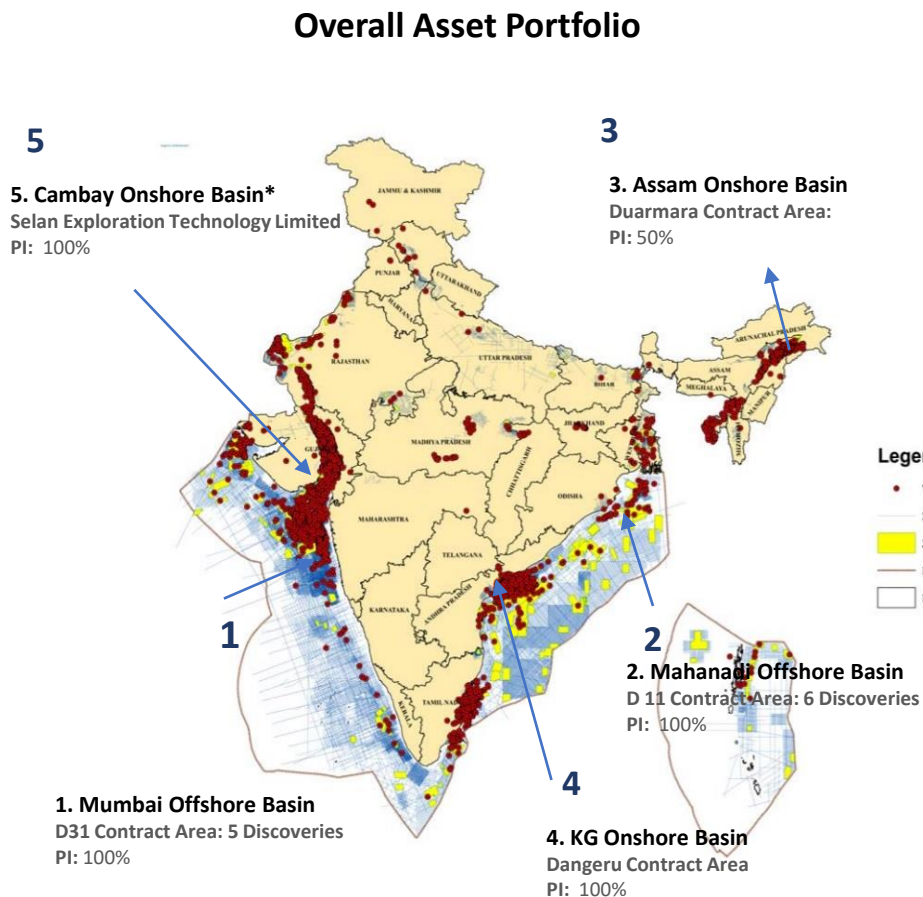 Overall Asset Portfolio
5
3
5. Cambay Onshore Basin*
Selan Exploration Technology Limited
PI: 100%
3. Assam Onshore Basin
Duarmara Contract Area:
PI: 50%
JAMMU & KASHMIR
PUNJAB
UTTARAKHAND
HARYANA
RAJASTHAN
UTTAR PRADESH
BIHAR
ARUNACHAL PRADESH
ASSAM
MEGHALAYA
MANIPUR
MADHYA PRADESH
CHHATTISGARH
ODISHA
MAHARASHTRA
TELANGANA
ANDHRA PRADESH
KARNATAKA
KERALA
TAMIL NAD
Leger
1
2
2. Mahanadi Offshore Basin
D 11 Contract Area: 6 Discoveries
PI: 100%
4
1. Mumbai Offshore Basin
D31 Contract Area: 5 Discoveries
PI: 100%
4. KG Onshore Basin
Dangeru Contract Area
PI: 100%